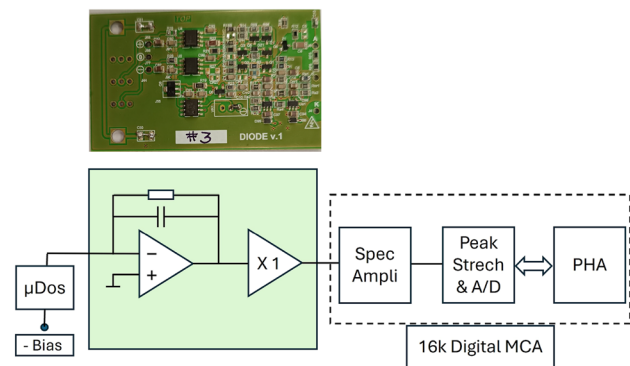 #3
DIODE v.1
−
+
X 1
µDos
- Bias
Spec
Ampli
Peak
Strech
& A/D
PHA
16k Digital MCA